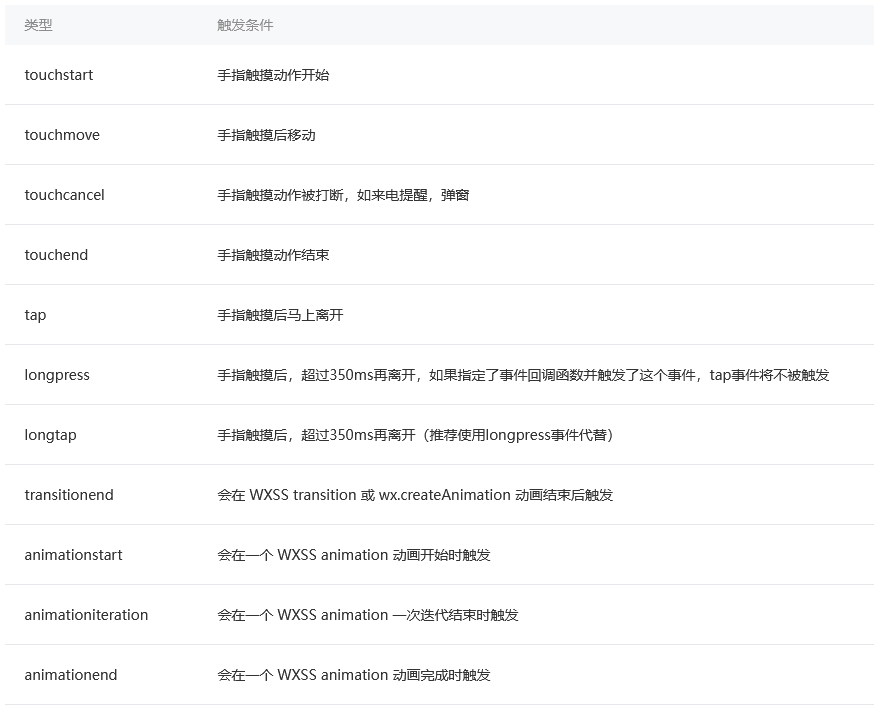 类型 触发条件
touchstart 手指触摸动作开始
touchmove 手指触摸后移动
touchcancel 手指触摸动作被打断，如来电提醒，弹窗
touchend 手指触摸动作结束
tap 手指触摸后马上离开
longpress 手指触摸后，超过350ms再离开，如果指定了事件回调函数并触发了这个事件，tap事件将不被触发
longtap 手指触摸后，超过350ms再离开（推荐使用longpress事件代替）
transitionend 会在 WXSS transition 或 wx.createAnimation 动画结束后触发
animationstart 会在一个 WXSS animation 动画开始时触发
animationiteration 会在一个 WXSS animation 一次迭代结束时触发
animationend 会在一个 WXSS animation 动画完成时触发